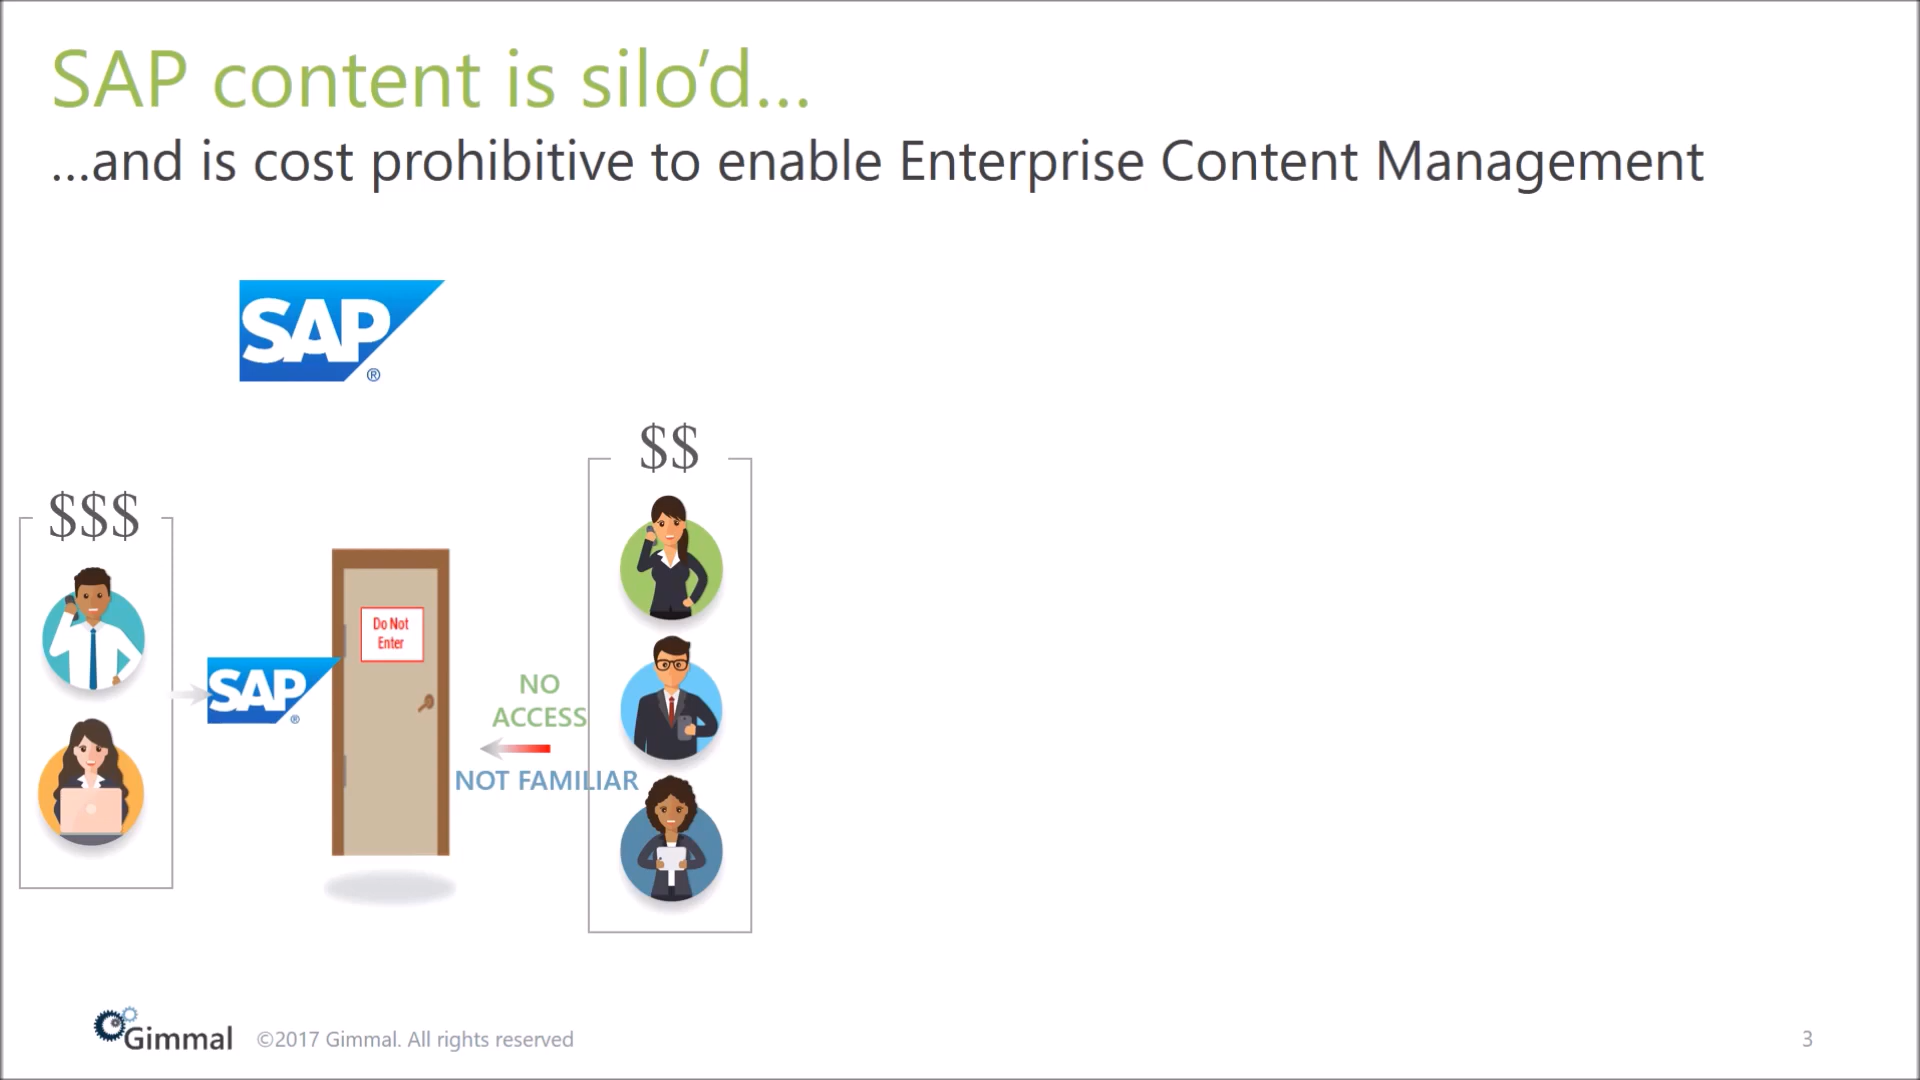 SAP content is silo’d...
...and is cost prohibitive to enable Enterprise Content Management
SAP
®
$$$
$$
SAP
®
Do Not
Enter
NO
ACCESS
NOT FAMILIAR
Gimmal
©2017 Gimmal. All rights reserved
3